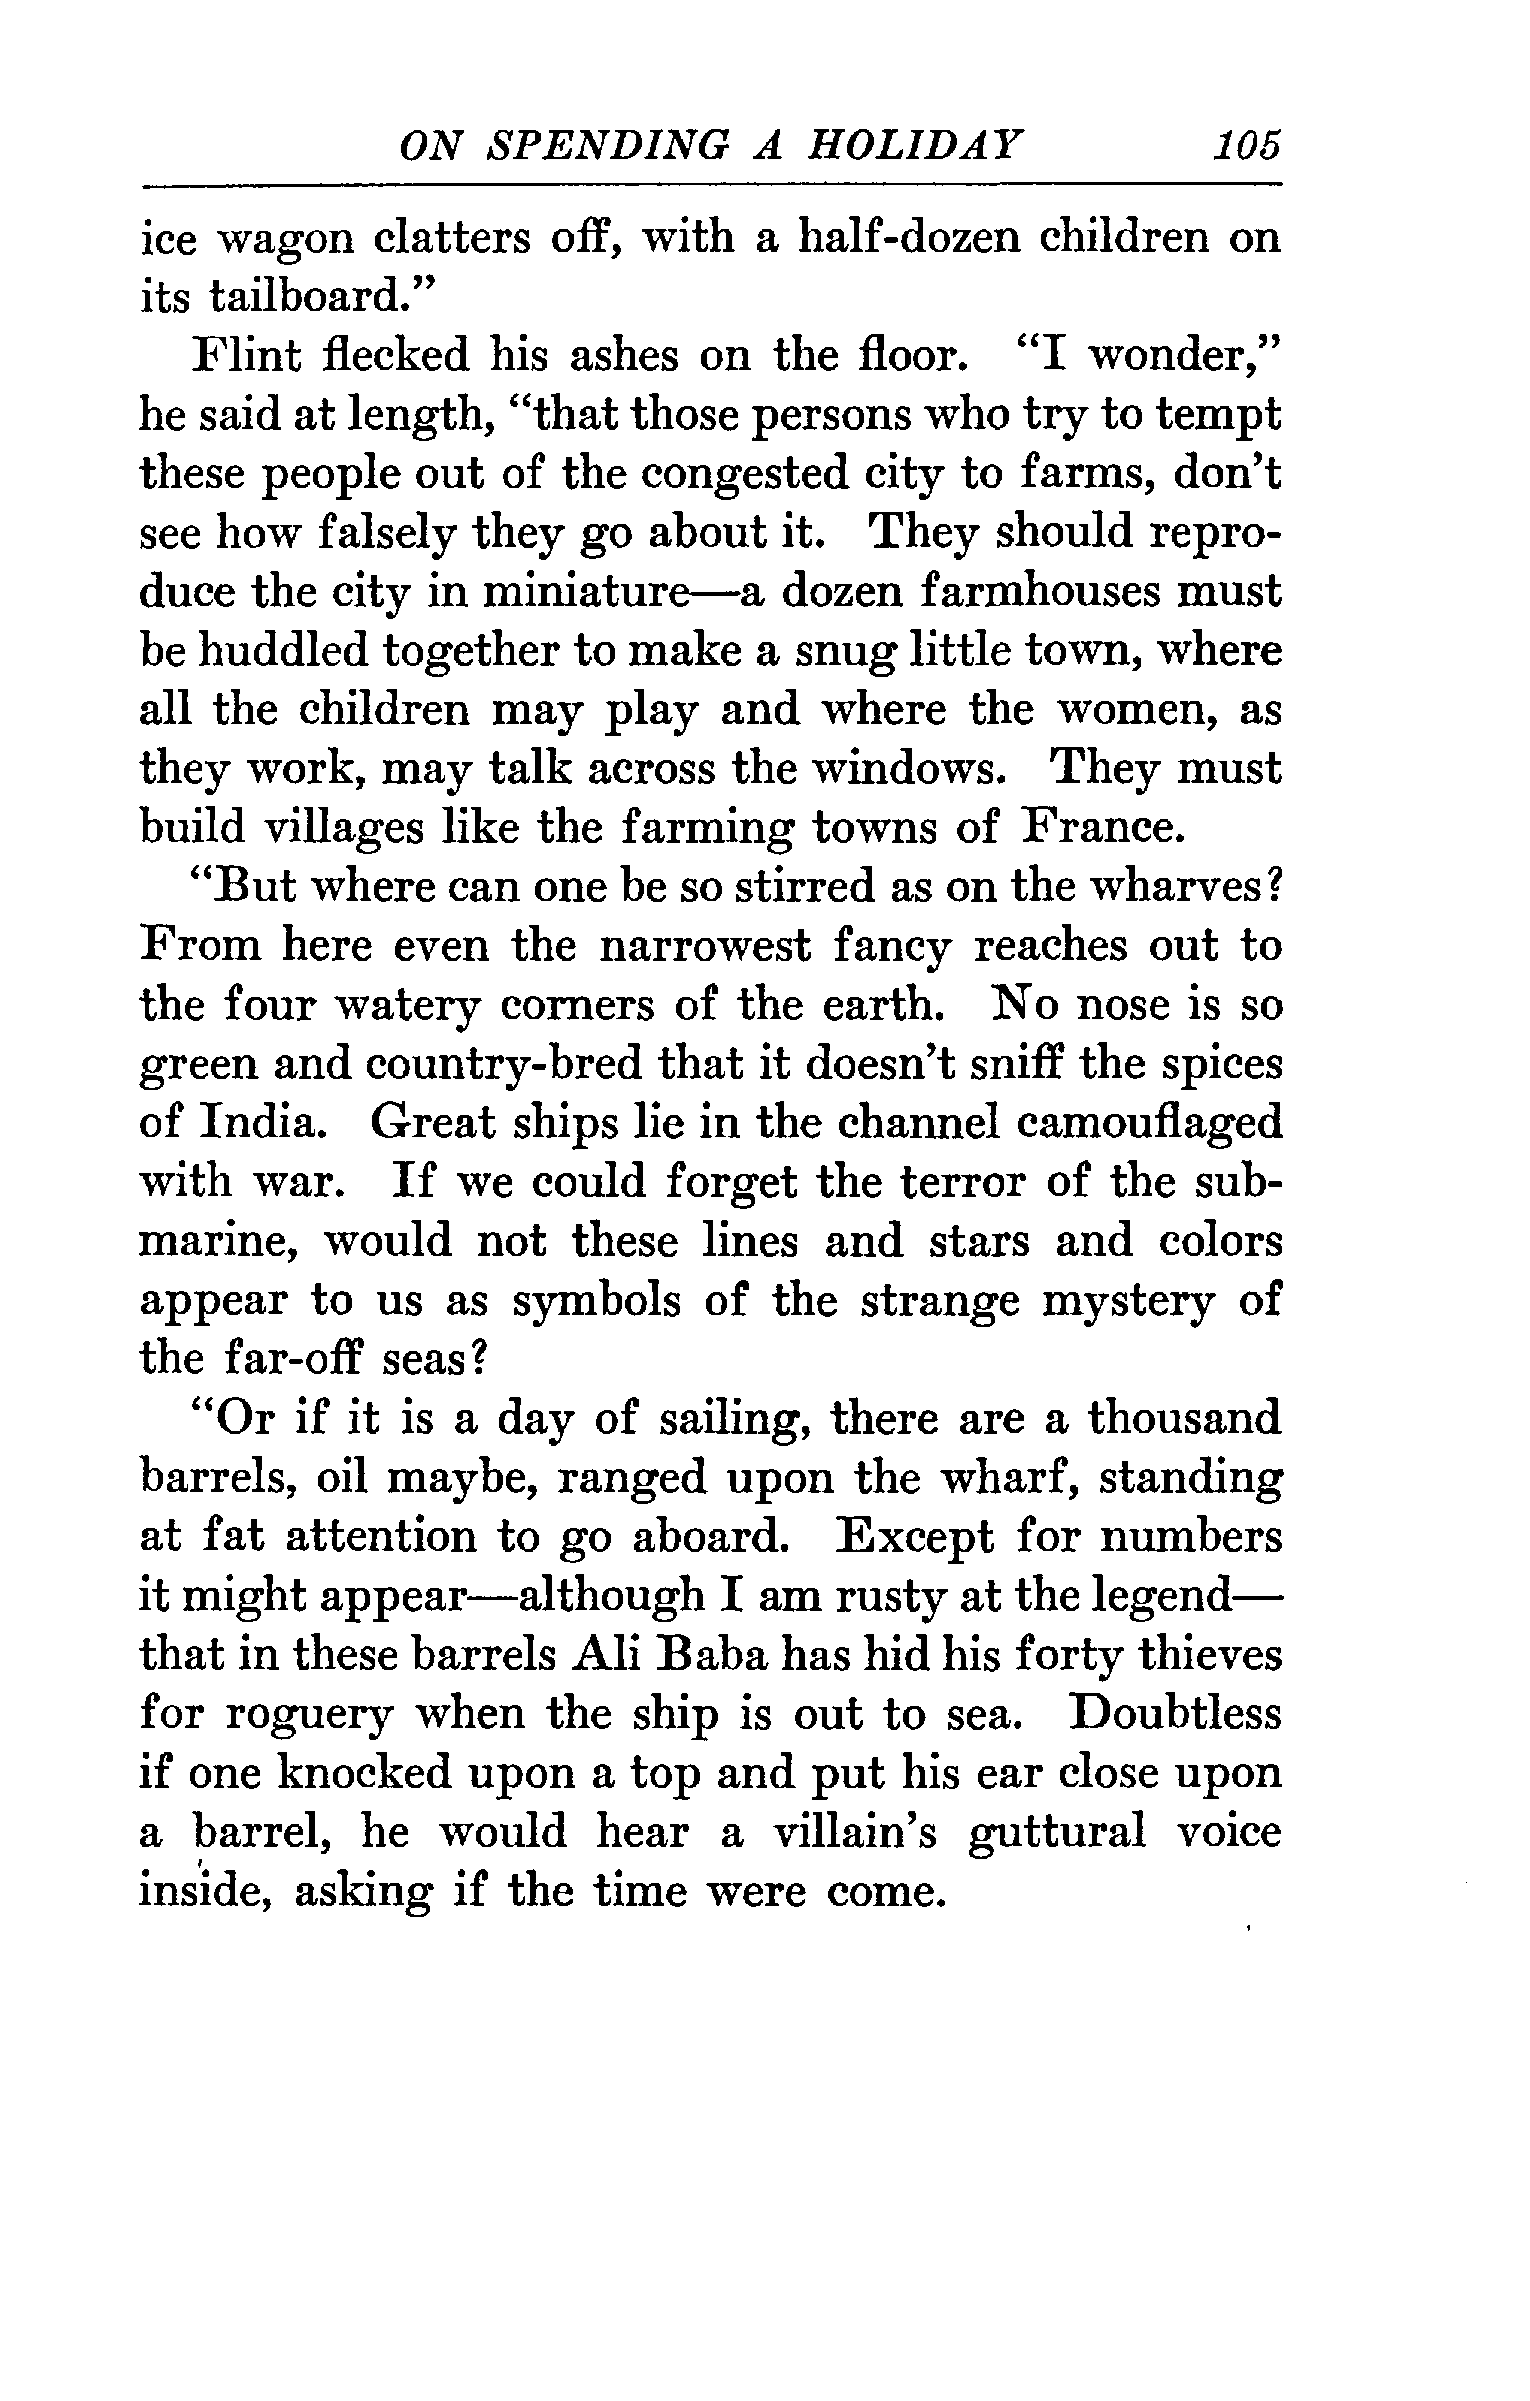 ON SPENDING A HOLIDAY 105
ice wagon clatters off, with a half-dozen children on
its tailboard.”
Flint flecked his ashes on the floor. “I wonder,”
he said at length, “that those persons who try to tempt
these people out of the congested city to farms, don’t
see how falsely they go about it. They should repro-
duce the city in miniature—a dozen farmhouses must
be huddled together to make a snug little town, where
all the children may play and where the women, as
they work, may talk across the windows. They must
build villages like the farming towns of France.
“But where can one be so stirred as on the wharves?
From here even the narrowest fancy reaches out to
the four watery corners of the earth. No nose is so
green and country-bred that it doesn’t sniff the spices
of India. Great ships lie in the channel camouflaged
with war. If we could forget the terror of the sub-
marine, would not these lines and stars and colors
appear to us as symbols of the strange mystery of
the far-off seas?
“Or if it is a day of sailing, there are a thousand
barrels, oil maybe, ranged upon the wharf, standing
at fat attention to go aboard. Except for numbers
it might appear—although I am rusty at the legend—
that in these barrels Ali Baba has hid his forty thieves
for roguery when the ship is out to sea. Doubtless
if one knocked upon a top and put his ear close upon
a barrel, he would hear a villain’s guttural voice
inside, asking if the time were come.